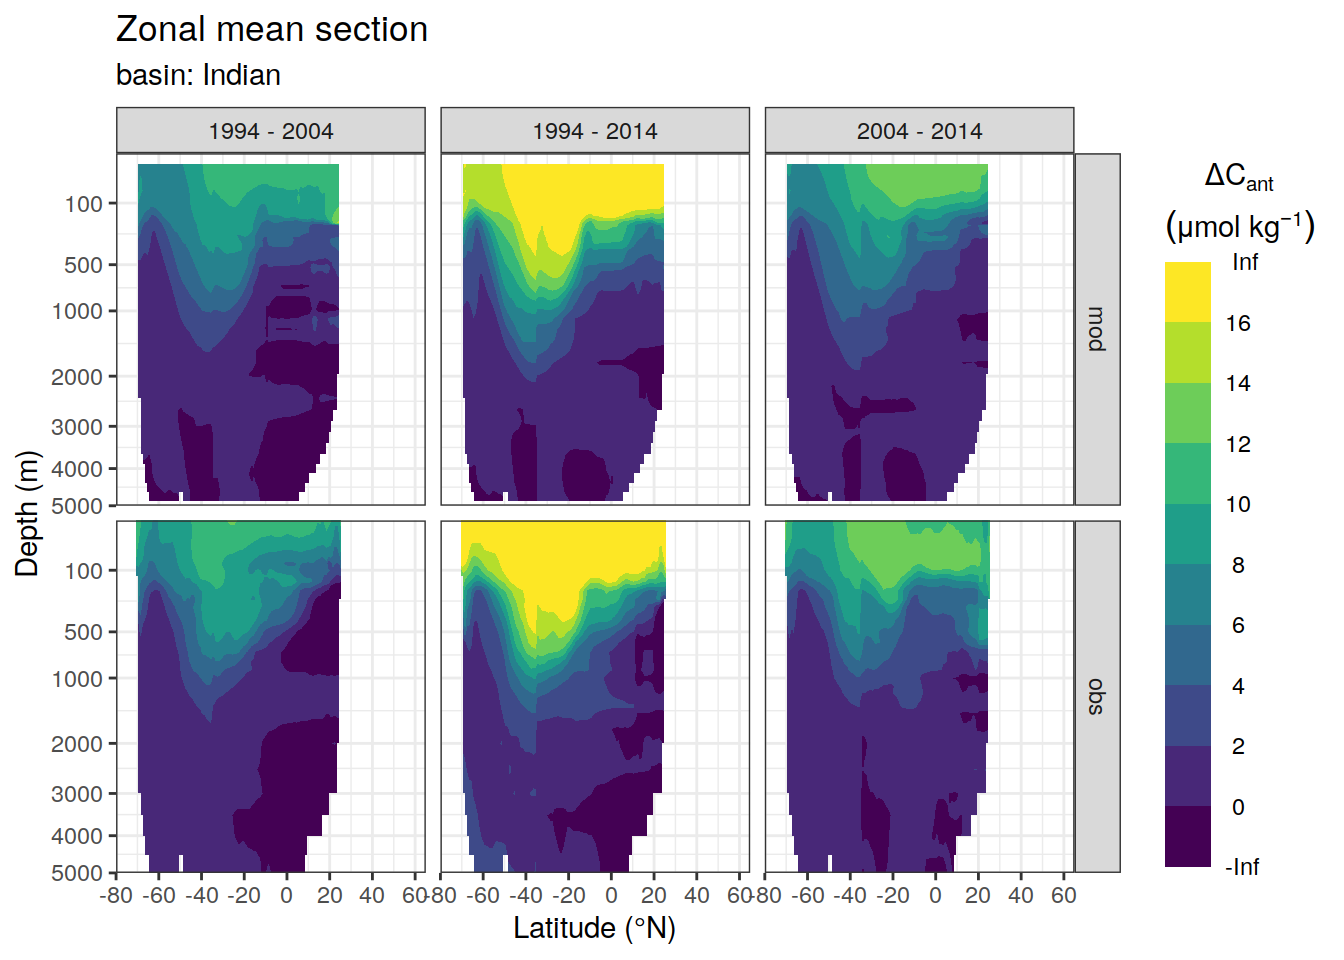 Zonal mean section
basin: Indian
1994 - 2004
1994 - 2014
2004 - 2014
mod
obs
Depth (m)
100
500
1000
2000
3000
4000
5000
100
500
1000
2000
3000
4000
5000
-80 -60 -40 -20 0 20 40 60
-80 -60 -40 -20 0 20 40 60
-80 -60 -40 -20 0 20 40 60
Latitude (°N)
ΔCant
(μmol kg⁻¹)
Inf
16
14
12
10
8
6
4
2
0
-Inf